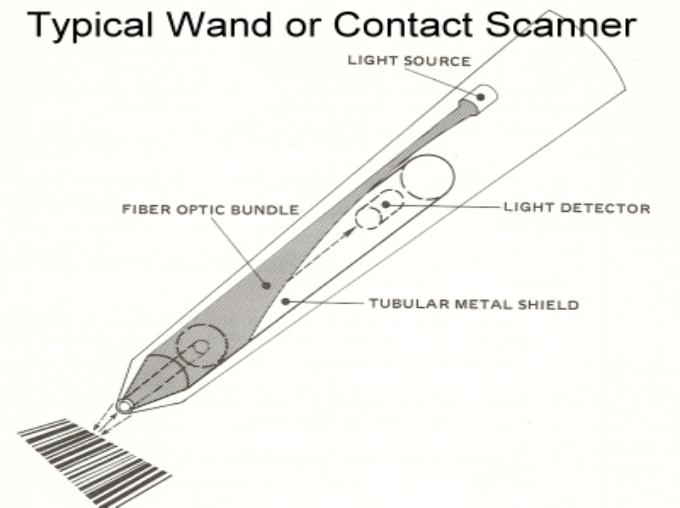 Typical Wand or Contact Scanner
LIGHT SOURCE
FIBER OPTIC BUNDLE
LIGHT DETECTOR
TUBULAR METAL SHIELD